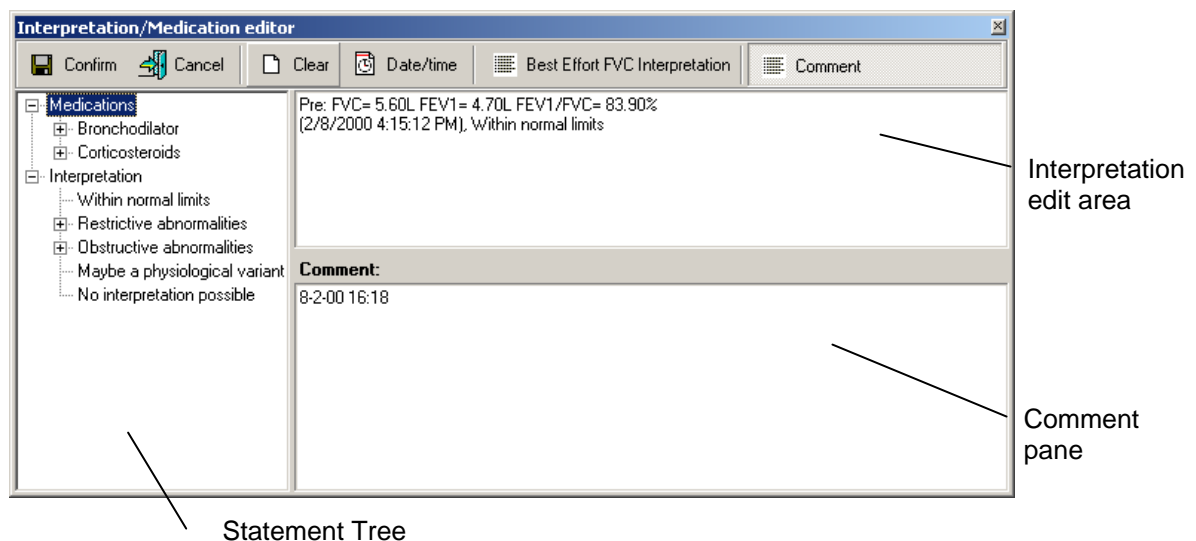 Interpretation/Medication editor
Confirm Cancel Clear Date/time Best Effort FVC Interpretation Comment
Medications
Bronchodilator
Corticosteroids
Interpretation
Within normal limits
Restrictive abnormalities
Obstructive abnormalities
Maybe a physiological variant
No interpretation possible
Pre: FVC= 5.60L FEV1= 4.70L FEV1/FVC= 83.90%
(2/8/2000 4:15:12 PM), Within normal limits
Comment:
8-2-00 16:18
Interpretation
edit area
Comment
pane
Statement Tree